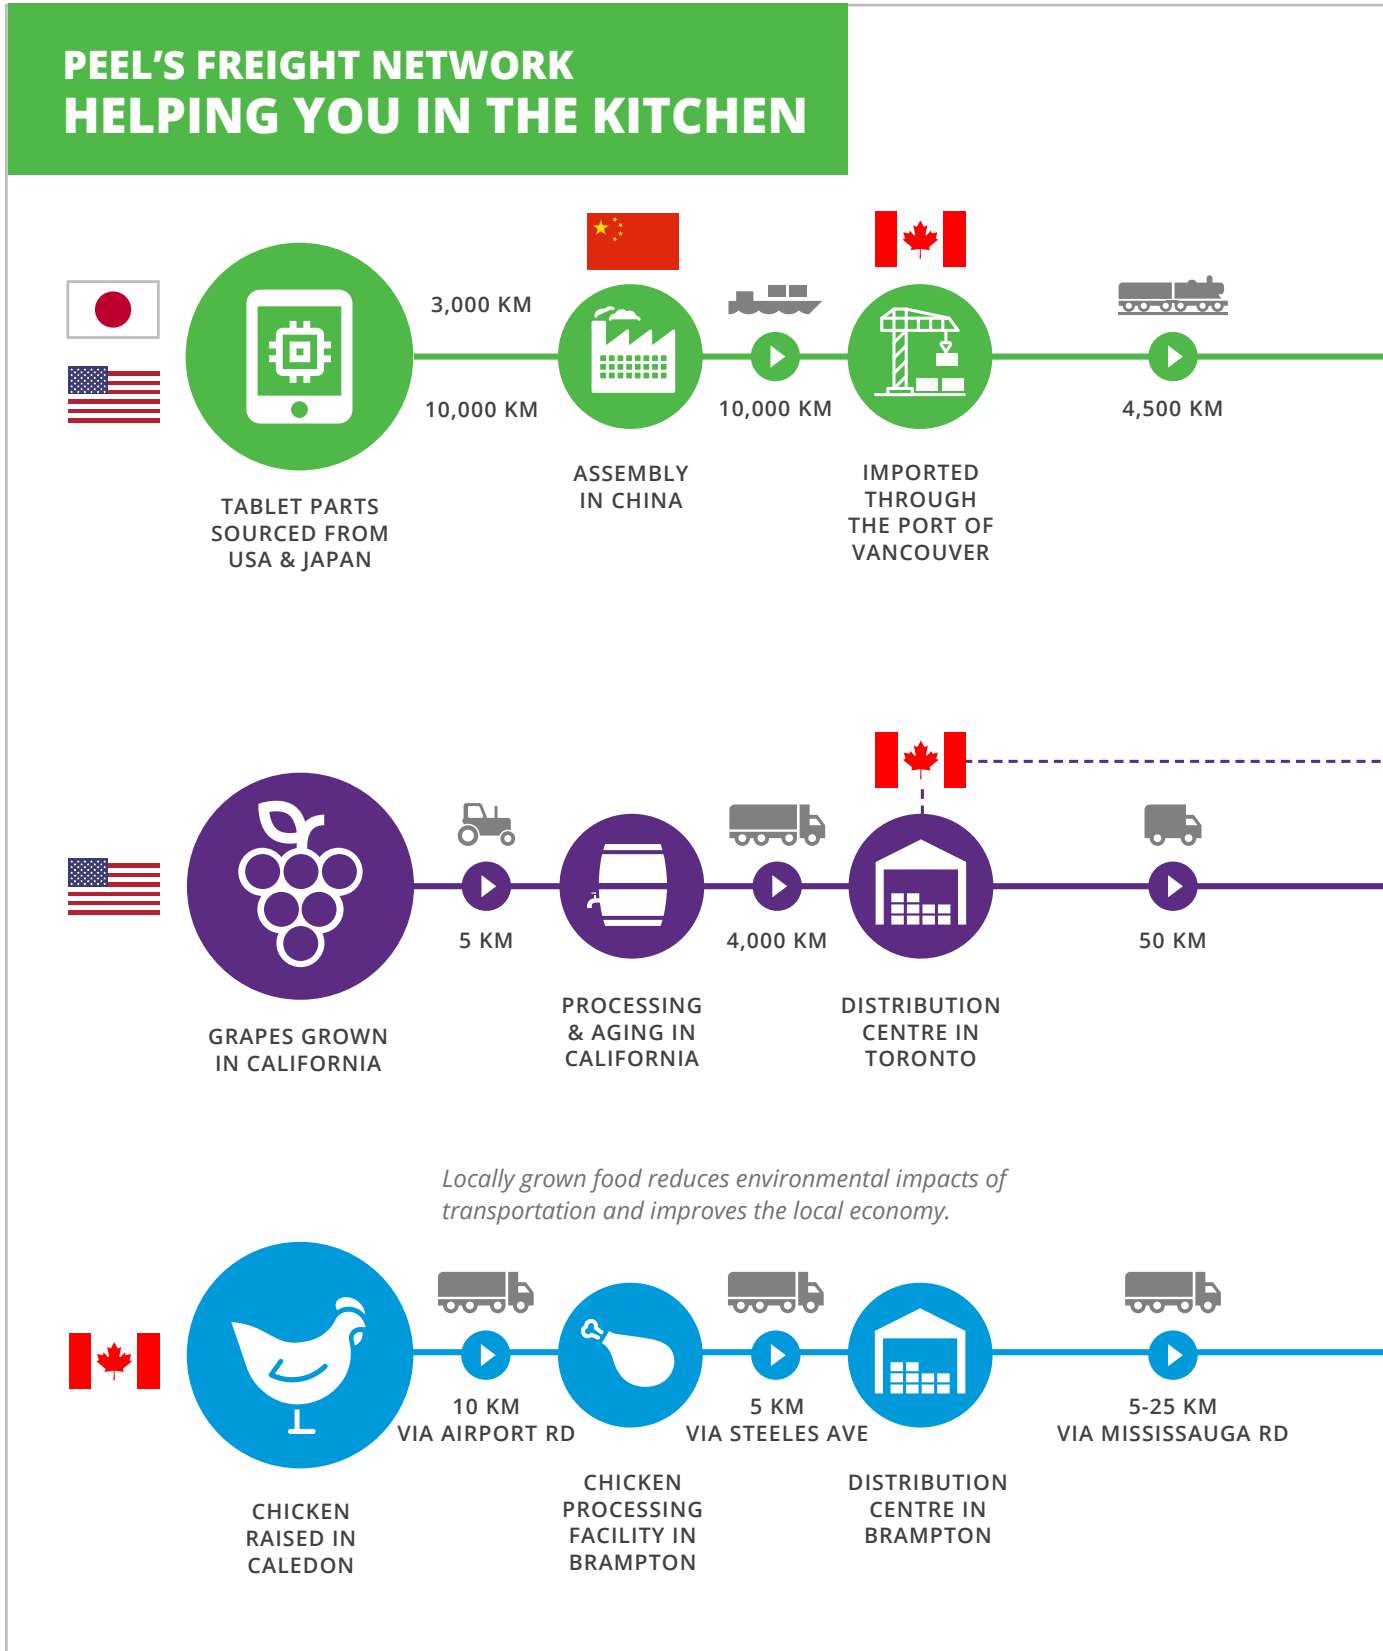 PEEL'S FREIGHT NETWORK
HELPING YOU IN THE KITCHEN
3,000 KM
10,000 KM
10,000 KM
4,500 KM
TABLET PARTS
SOURCED FROM
USA & JAPAN
ASSEMBLY
IN CHINA
IMPORTED
THROUGH
THE PORT OF
VANCOUVER
5 KM
4,000 KM
50 KM
GRAPES GROWN
IN CALIFORNIA
PROCESSING
& AGING IN
CALIFORNIA
DISTRIBUTION
CENTRE IN
TORONTO
Locally grown food reduces environmental impacts of
transportation and improves the local economy.
10 KM
VIA AIRPORT RD
5 KM
VIA STEELES AVE
5-25 KM
VIA MISSISSAUGA RD
CHICKEN
RAISED IN
CALEDON
CHICKEN
PROCESSING
FACILITY IN
BRAMPTON
DISTRIBUTION
CENTRE IN
BRAMPTON